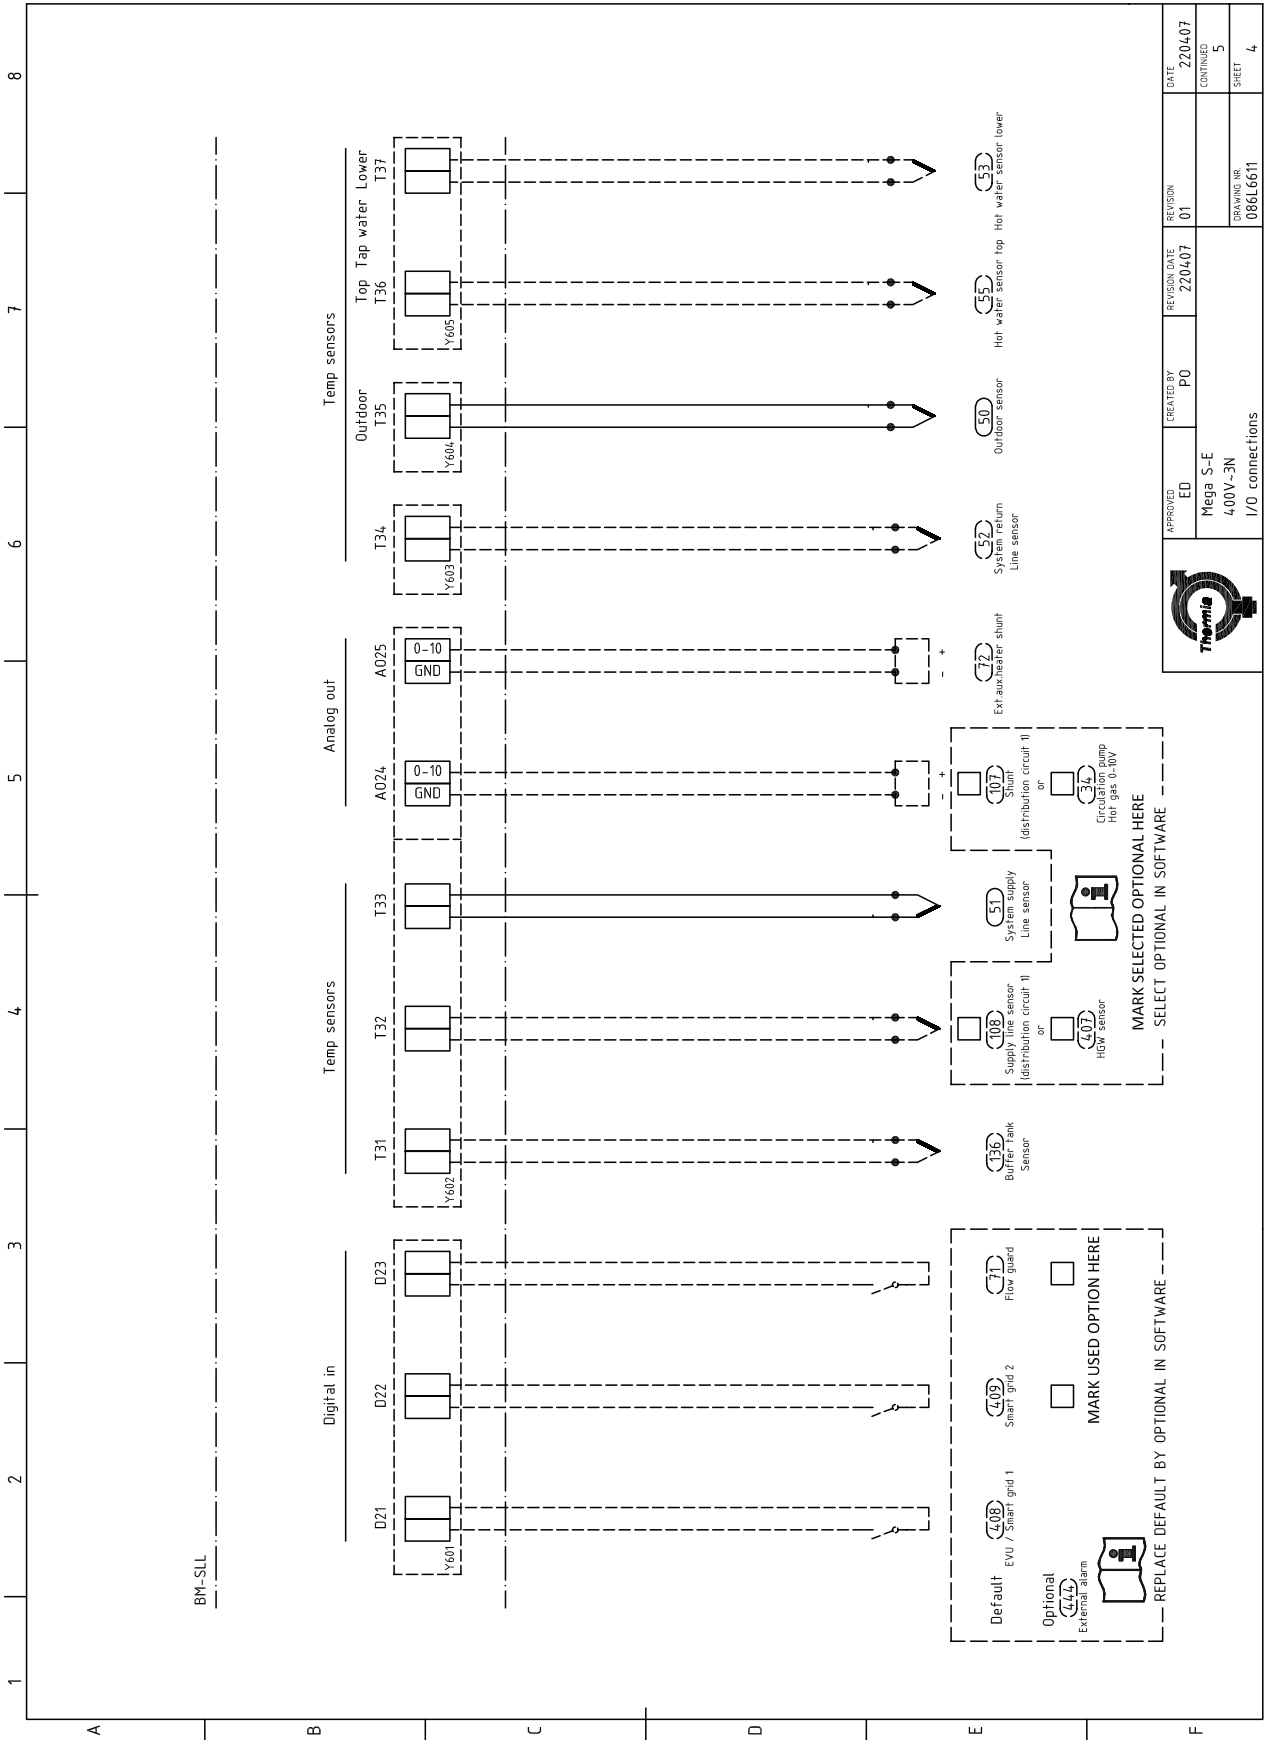 1 2 3 4 5 6 7 8
A
B
C
D
E
F
BM-SLL
Digital in
Temp sensors
Analog out
Temp sensors
Outdoor
Top Tap water Lower
D21
D22
D23
T31
T32
T33
A024
A025
T34
T35
T36
T37
0-10
GND
0-10
GND
Y601
Y602
Y603
Y604
Y605
- +
- +
Default
408
EVU / Smart grid 1
409
Smart grid 2
71
Flow guard
Optional
444
External alarm
MARK USED OPTION HERE
REPLACE DEFAULT BY OPTIONAL IN SOFTWARE
136
Buffer tank
Sensor
108
Supply line sensor
(distribution circuit 1)
or
407
HGW sensor
51
System supply
Line sensor
107
Shunt
(distribution circuit 1)
or
34
Circulation pump
Hot gas 0-10V
MARK SELECTED OPTIONAL HERE
SELECT OPTIONAL IN SOFTWARE
72
Ext.aux.heater shunt
52
System return
Line sensor
50
Outdoor sensor
55
Hot water sensor top
53
Hot water sensor lower
Thermia
APPROVED
ED
CREATED BY
PO
REVISION DATE
220407
REVISION
01
DATE
220407
Mega S-E
400V~3N
I/O connections
CONTINUED
5
DRAWING NR.
086L6611
SHEET
4